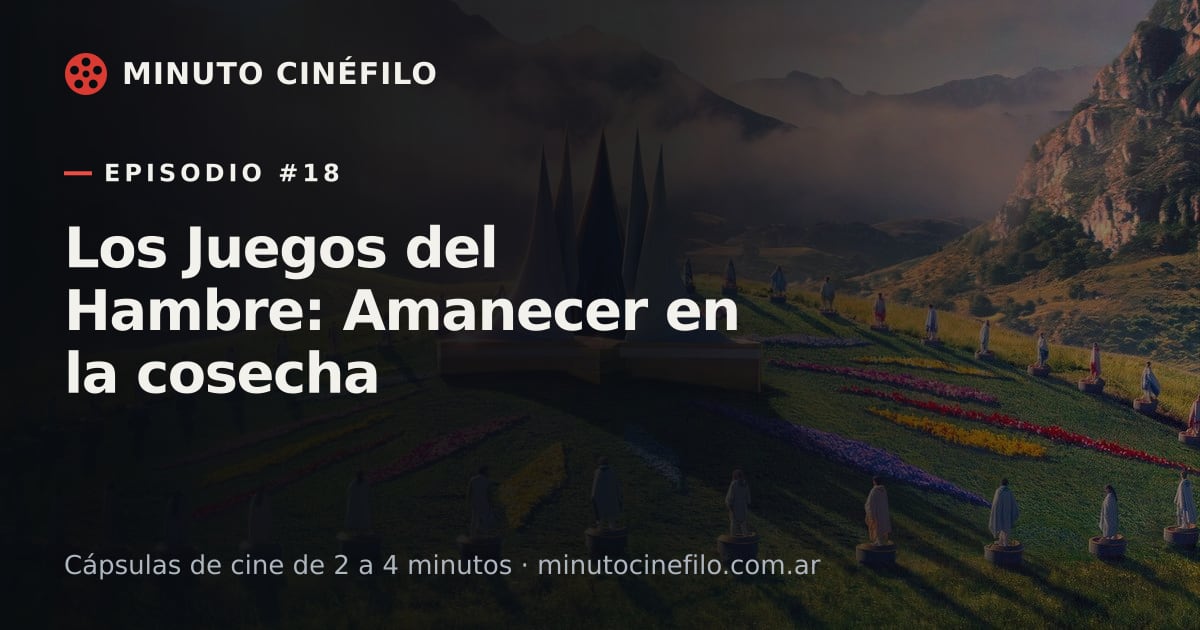 MINUTO CINÉFILO
EPISODIO #18
Los Juegos del
Hambre: Amanecer en
la cosecha
Cápsulas de cine de 2 a 4 minutos · minutocinefilo.com.ar